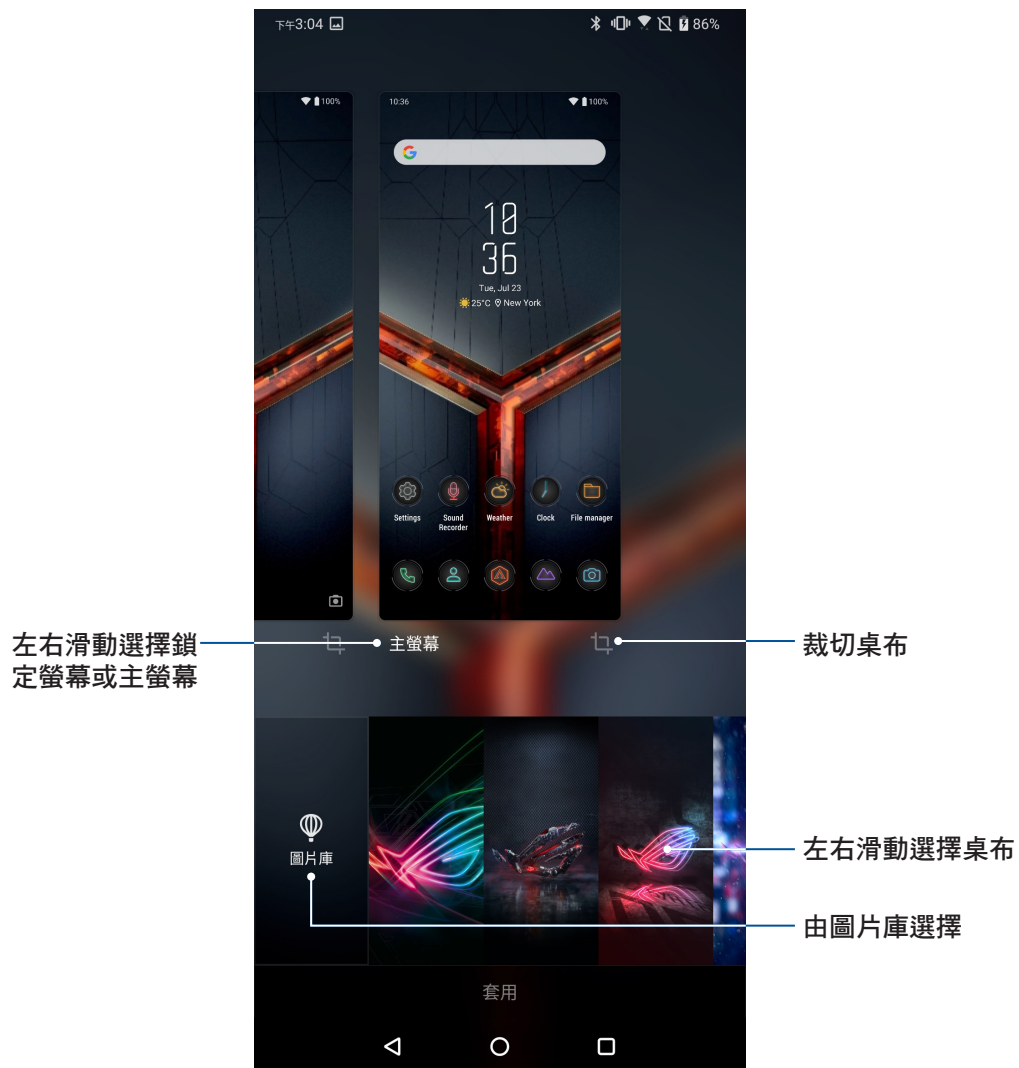 下午3:04
86%
100%
10:36
100%
G
10
36
Tue, Jul 23
25°C New York
Settings
Sound
Recorder
Weather
Clock
File manager
左右滑動選擇鎖
定螢幕或主螢幕
主螢幕
裁切桌布
圖片庫
左右滑動選擇桌布
由圖片庫選擇
套用